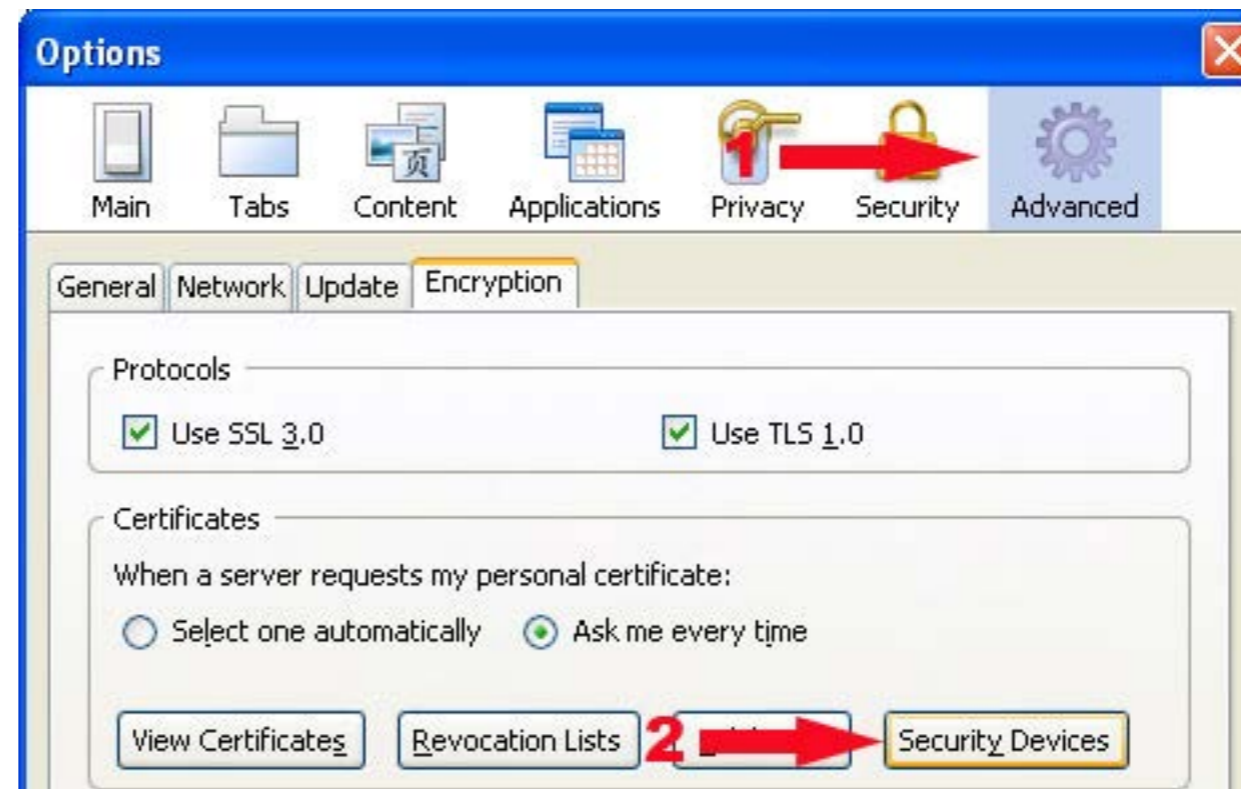 Options
页
Main Tabs Content Applications Privacy Security Advanced
1
General Network Update Encryption
Protocols
Use SSL 3.0 Use TLS 1.0
Certificates
When a server requests my personal certificate:
Select one automatically Ask me every time
View Certificates Revocation Lists 2 Security Devices